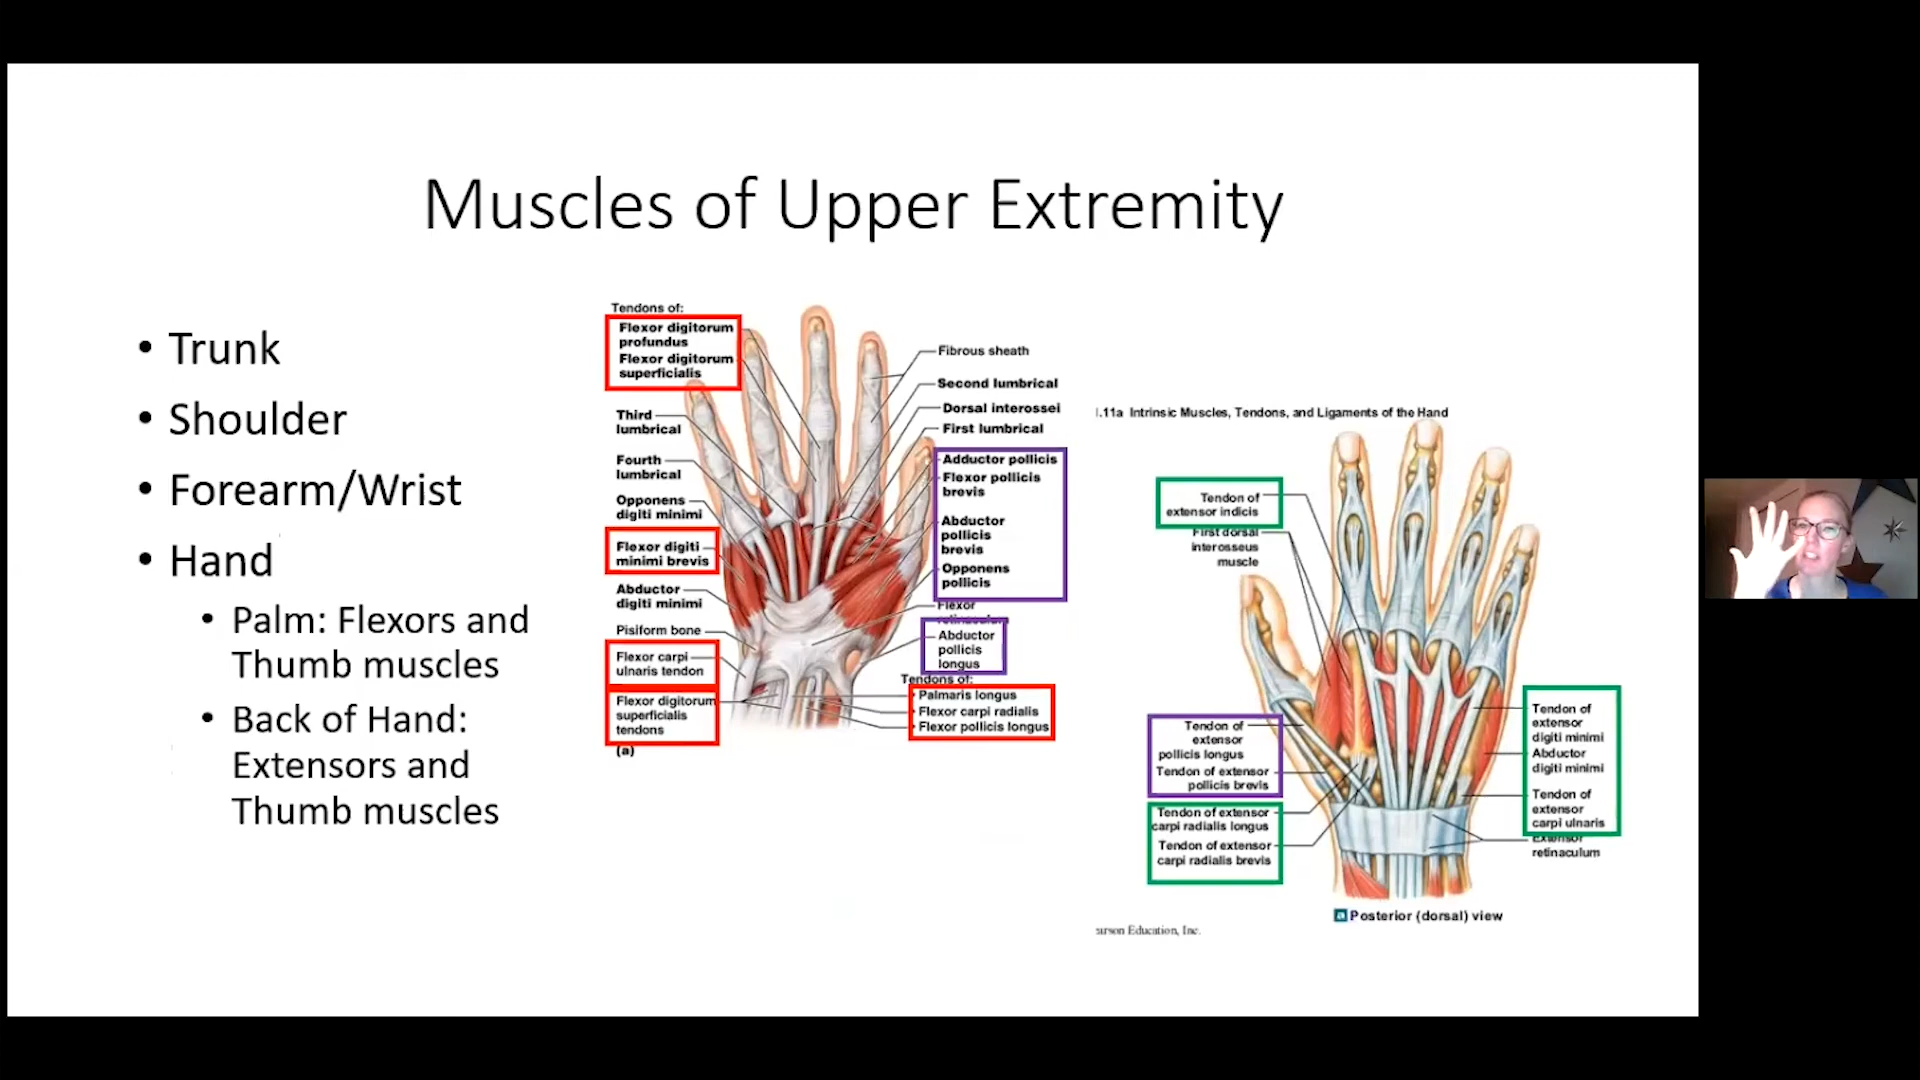 Muscles of Upper Extremity
• Trunk
• Shoulder
• Forearm/Wrist
• Hand
• Palm: Flexors and
Thumb muscles
• Back of Hand:
Extensors and
Thumb muscles
Tendons of:
Flexor digitorum
profundus
Flexor digitorum
superficialis
Third
lumbrical
Fourth
lumbrical
Opponens
digiti minimi
Flexor digiti
minimi brevis
Abductor
digiti minimi
Pisiform bone
Flexor carpi
ulnaris tendon
Flexor digitorum
superficialis
tendons
(a)
Fibrous sheath
Second lumbrical
Dorsal interossei
First lumbrical
Adductor pollicis
Flexor pollicis
brevis
Abductor
pollicis
brevis
Opponens
pollicis
Flexor
retinaculum
Abductor
pollicis
longus
Tendons of:
Palmaris longus
Flexor carpi radialis
Flexor pollicis longus
.11a Intrinsic Muscles, Tendons, and Ligaments of the Hand
Tendon of
extensor indicis
First dorsal
interosseus
muscle
Tendon of
extensor
pollicis longus
Tendon of extensor
pollicis brevis
Tendon of extensor
carpi radialis longus
Tendon of extensor
carpi radialis brevis
Tendon of
extensor
digiti minimi
Abductor
digiti minimi
Tendon of
extensor
carpi ulnaris
Extensor
retinaculum
a Posterior (dorsal) view
arson Education, Inc.